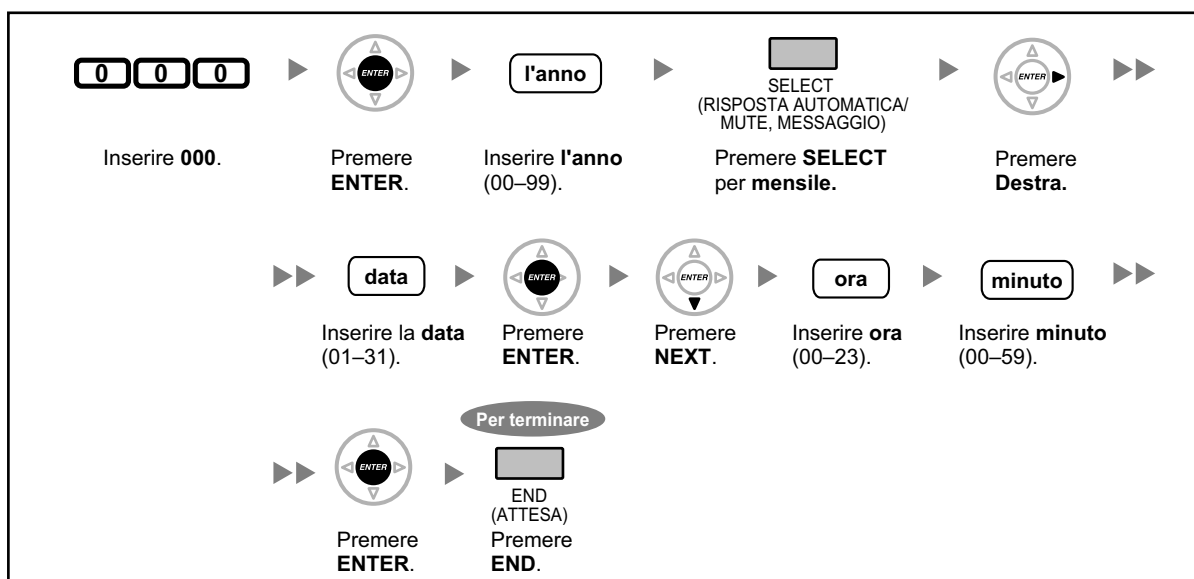 0 0 0
ENTER
l'anno
SELECT
(RISPOSTA AUTOMATICA/
MUTE, MESSAGGIO)
ENTER
Inserire 000.
Premere
ENTER.
Inserire l'anno
(00–99).
Premere SELECT
per mensile.
Premere
Destra.
data
ENTER
ENTER
ora
minuto
Inserire la data
(01–31).
Premere
ENTER.
Premere
NEXT.
Inserire ora
(00–23).
Inserire minuto
(00–59).
Per terminare
ENTER
END
(ATTESA)
Premere
ENTER.
Premere
END.